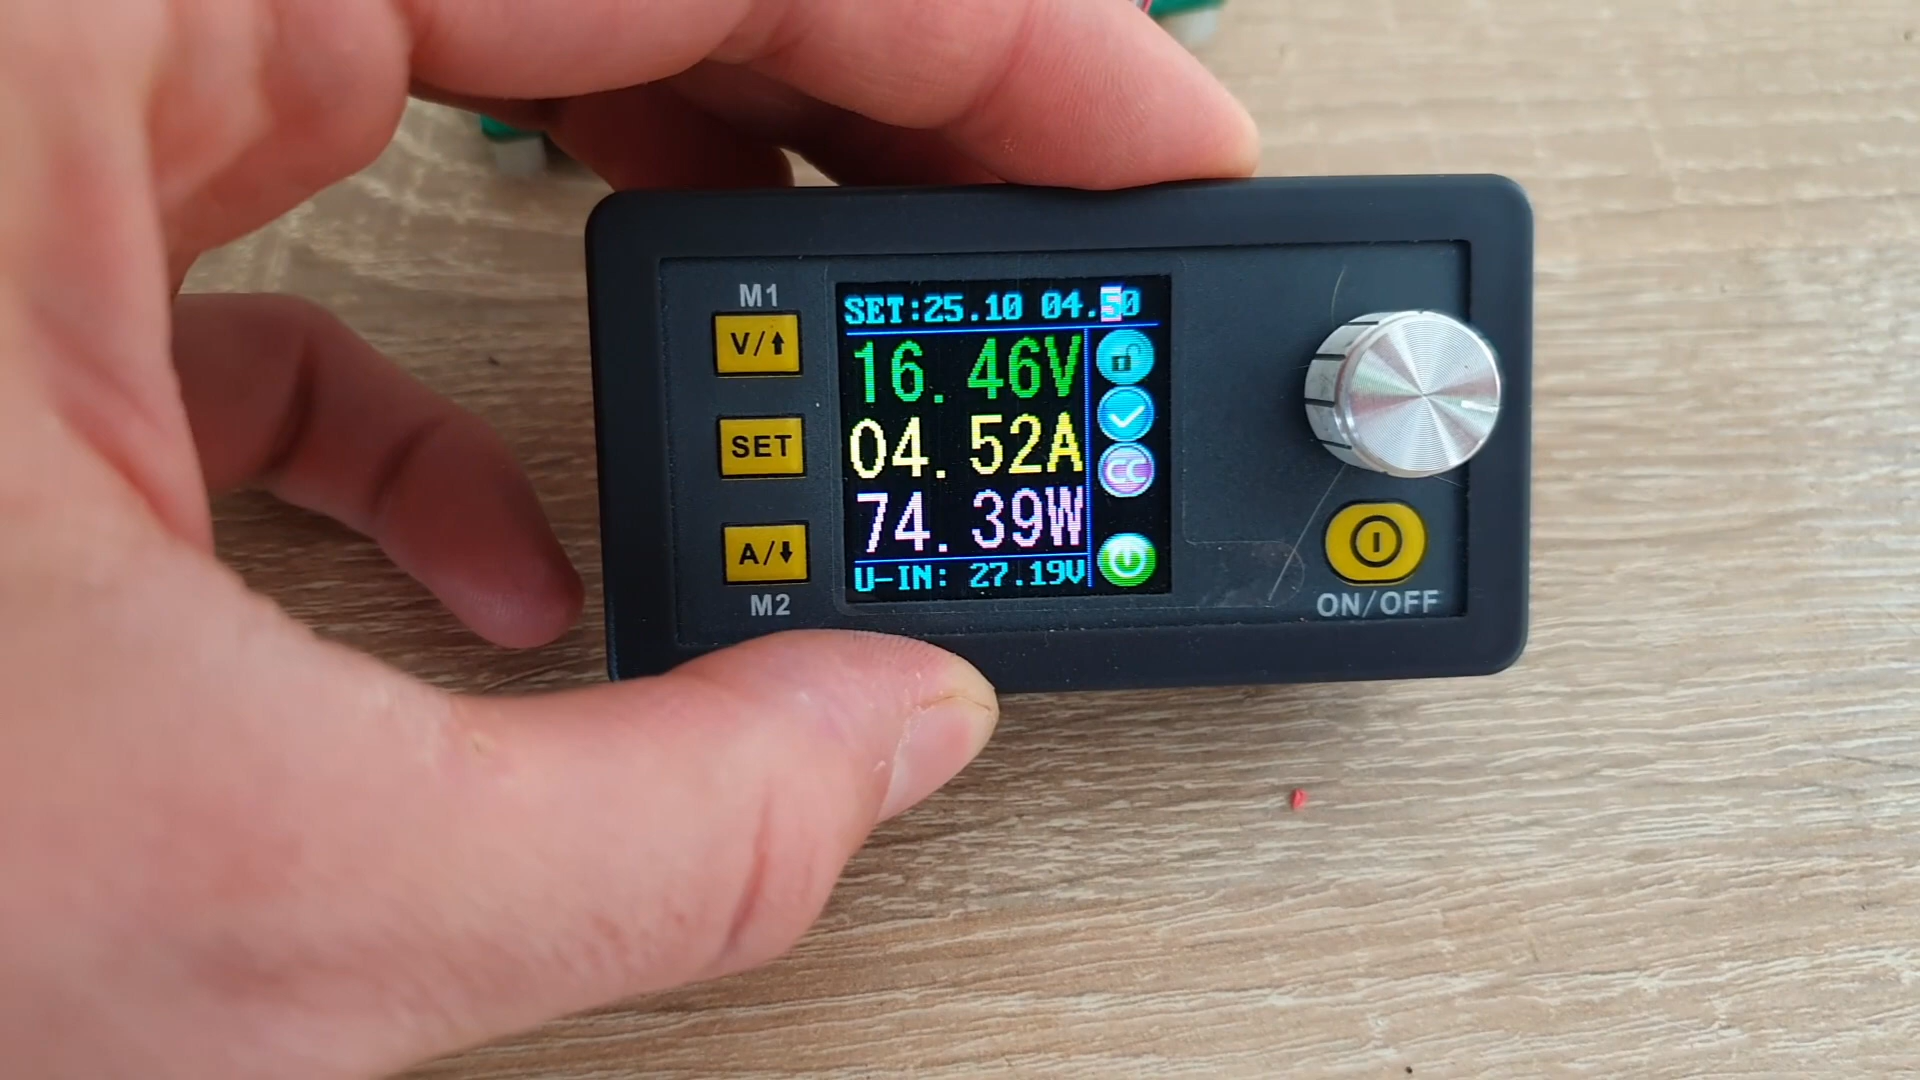 M1
V/↑
SET
A/↓
M2
SET:25.10 04.50
16.46V
04.52A
74.39W
U-IN: 27.19V
CC
ON/OFF